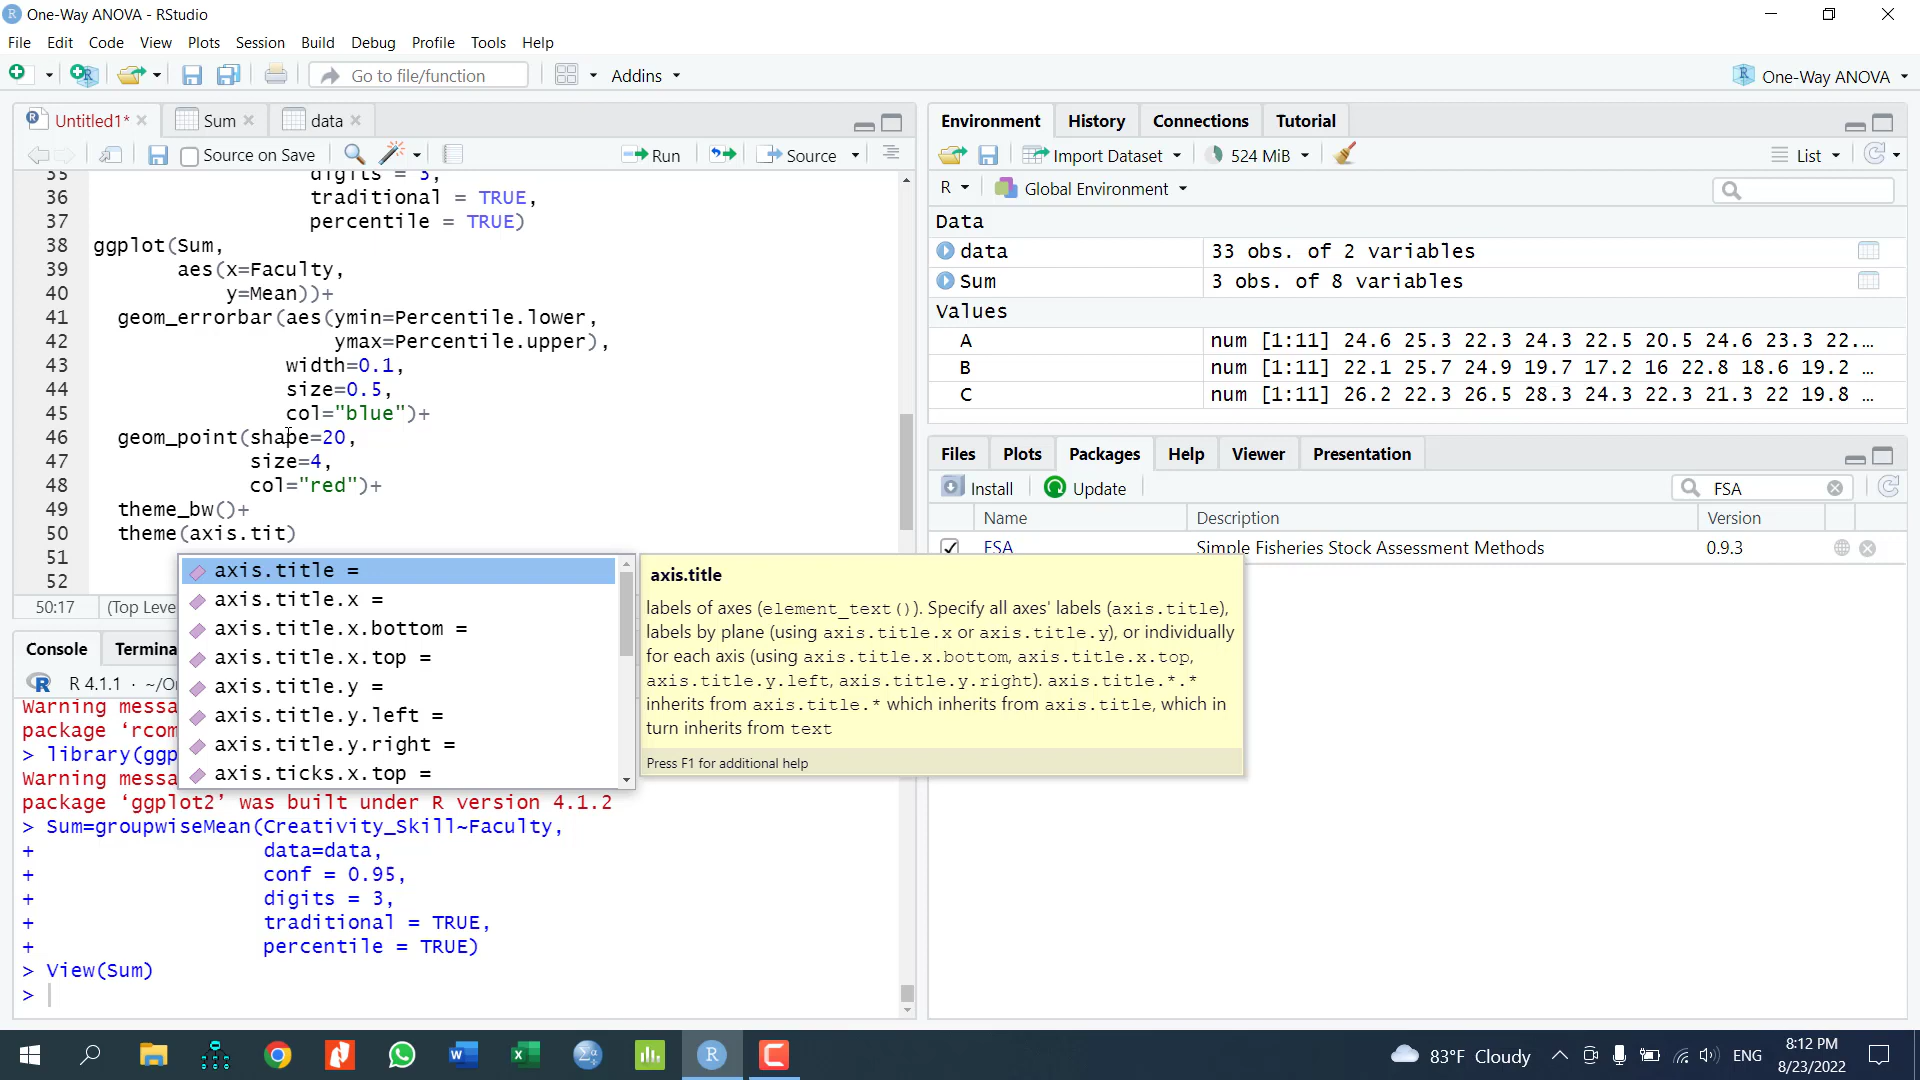 One-Way ANOVA - RStudio
File Edit Code View Plots Session Build Debug Profile Tools Help
Go to file/function
Addins
One-Way ANOVA
Untitled1*
Sum
data
Source on Save
Run
Source
35 digits = 3,
36 traditional = TRUE,
37 percentile = TRUE)
38 ggplot(Sum,
39 aes(x=Faculty,
40 y=Mean))+
41 geom_errorbar(aes(ymin=Percentile.lower,
42 ymax=Percentile.upper),
43 width=0.1,
44 size=0.5,
45 col="blue")+
46 geom_point(shape=20,
47 size=4,
48 col="red")+
49 theme_bw()+
50 theme(axis.tit)
51
52
50:17 (Top Leve
axis.title =
axis.title.x =
axis.title.x.bottom =
axis.title.x.top =
axis.title.y =
axis.title.y.left =
axis.title.y.right =
axis.ticks.x.top =
axis.title
labels of axes (element_text()). Specify all axes' labels (axis.title),
labels by plane (using axis.title.x or axis.title.y), or individually
for each axis (using axis.title.x.bottom, axis.title.x.top,
axis.title.y.left, axis.title.y.right). axis.title.*.*
inherits from axis.title.* which inherits from axis.title, which in
turn inherits from text
Press F1 for additional help
Console Termina
R 4.1.1 · ~/On
Warning messa
package ‘rcom
> library(ggp
Warning messa
package ‘ggplot2’ was built under R version 4.1.2
> Sum=groupwiseMean(Creativity_Skill~Faculty,
+ data=data,
+ conf = 0.95,
+ digits = 3,
+ traditional = TRUE,
+ percentile = TRUE)
> View(Sum)
>
Environment History Connections Tutorial
Import Dataset
524 MiB
List
R
Global Environment
Data
data 33 obs. of 2 variables
Sum 3 obs. of 8 variables
Values
A num [1:11] 24.6 25.3 22.3 24.3 22.5 20.5 24.6 23.3 22.…
B num [1:11] 22.1 25.7 24.9 19.7 17.2 16 22.8 18.6 19.2 …
C num [1:11] 26.2 22.3 26.5 28.3 24.3 22.3 21.3 22 19.8 …
Files Plots Packages Help Viewer Presentation
Install
Update
FSA
Name Description Version
FSA Simple Fisheries Stock Assessment Methods 0.9.3
83°F Cloudy
ENG
8:12 PM
8/23/2022